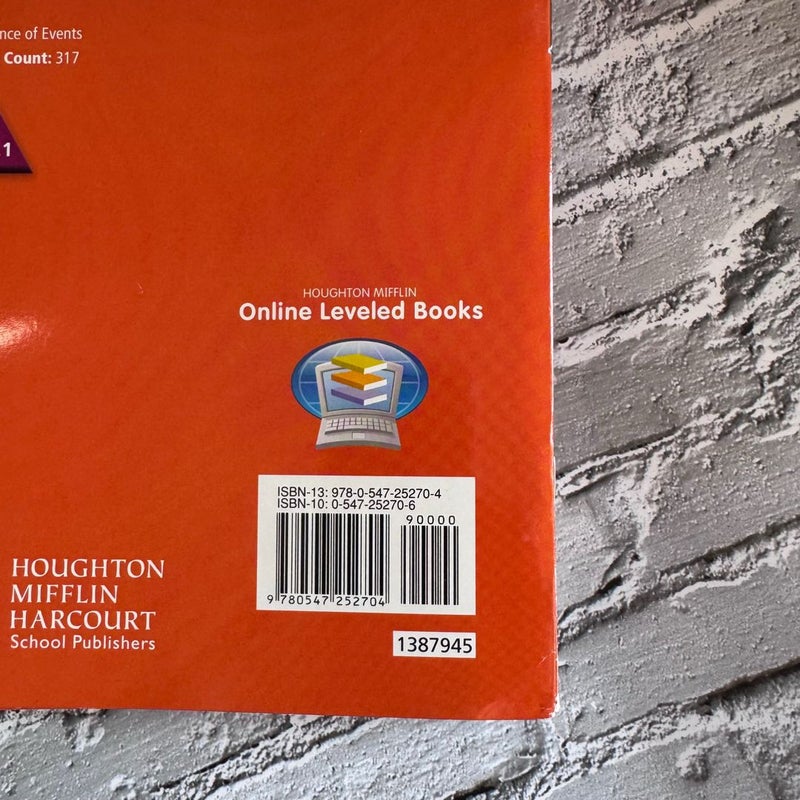 nce of Events
Count: 317
.1
HOUGHTON MIFFLIN
Online Leveled Books
ISBN-13: 978-0-547-25270-4
ISBN-10: 0-547-25270-6
90000
9 780547 252704
HOUGHTON
MIFFLIN
HARCOURT
School Publishers
1387945